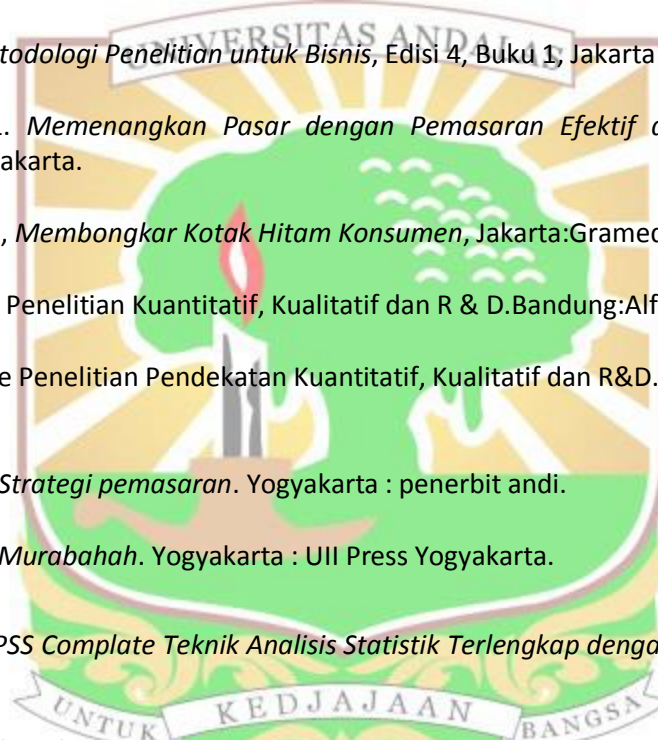 UNIVERSITAS ANDALAS
todologi Penelitian untuk Bisnis, Edisi 4, Buku 1, Jakarta
. Memenangkan Pasar dengan Pemasaran Efektif d
akarta.
, Membongkar Kotak Hitam Konsumen, Jakarta:Gramed
Penelitian Kuantitatif, Kualitatif dan R & D.Bandung:Alf
e Penelitian Pendekatan Kuantitatif, Kualitatif dan R&D.
Strategi pemasaran. Yogyakarta : penerbit andi.
Murabahah. Yogyakarta : UII Press Yogyakarta.
PSS Complate Teknik Analisis Statistik Terlengkap denga
UNTUK KEDJAJAAN BANGSA